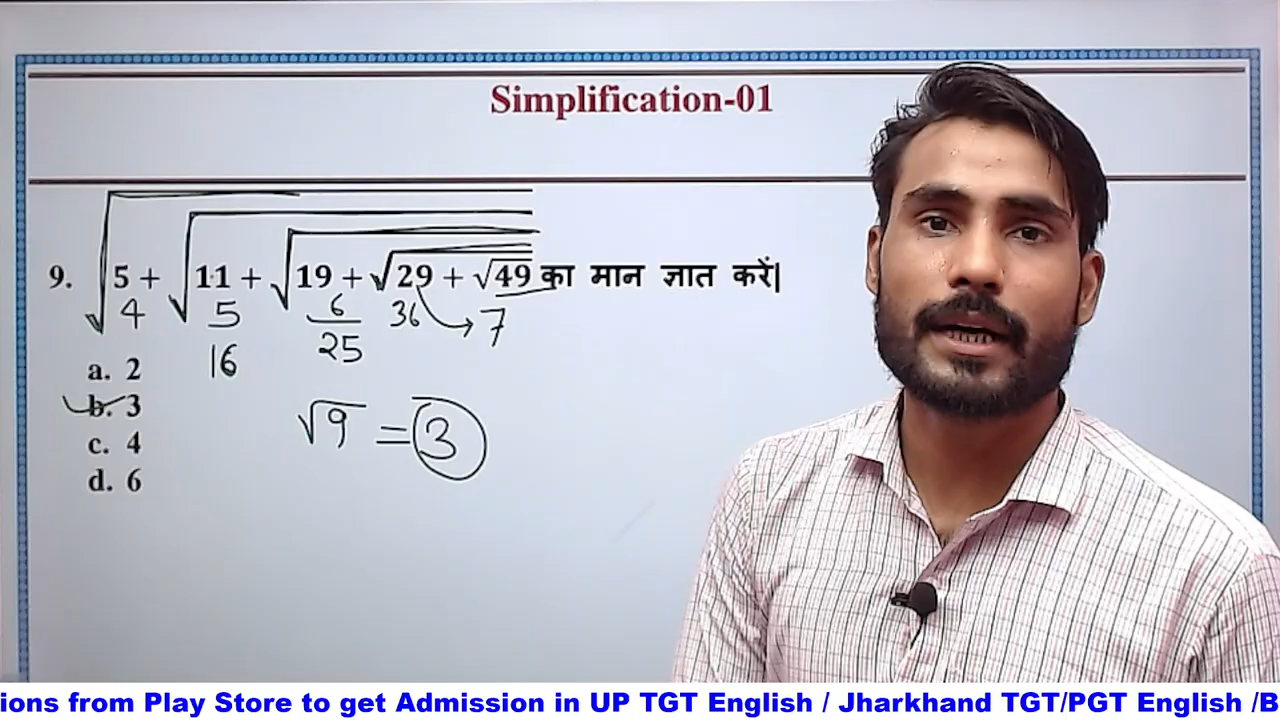 Simplification-01
9. √5 + √11 + √19 + √29 + √49 का मान ज्ञात करें|
4 5 6 36 → 7
16 25
a. 2
b. 3
c. 4
d. 6
√9 = 3
ions from Play Store to get Admission in UP TGT English / Jharkhand TGT/PGT English /B